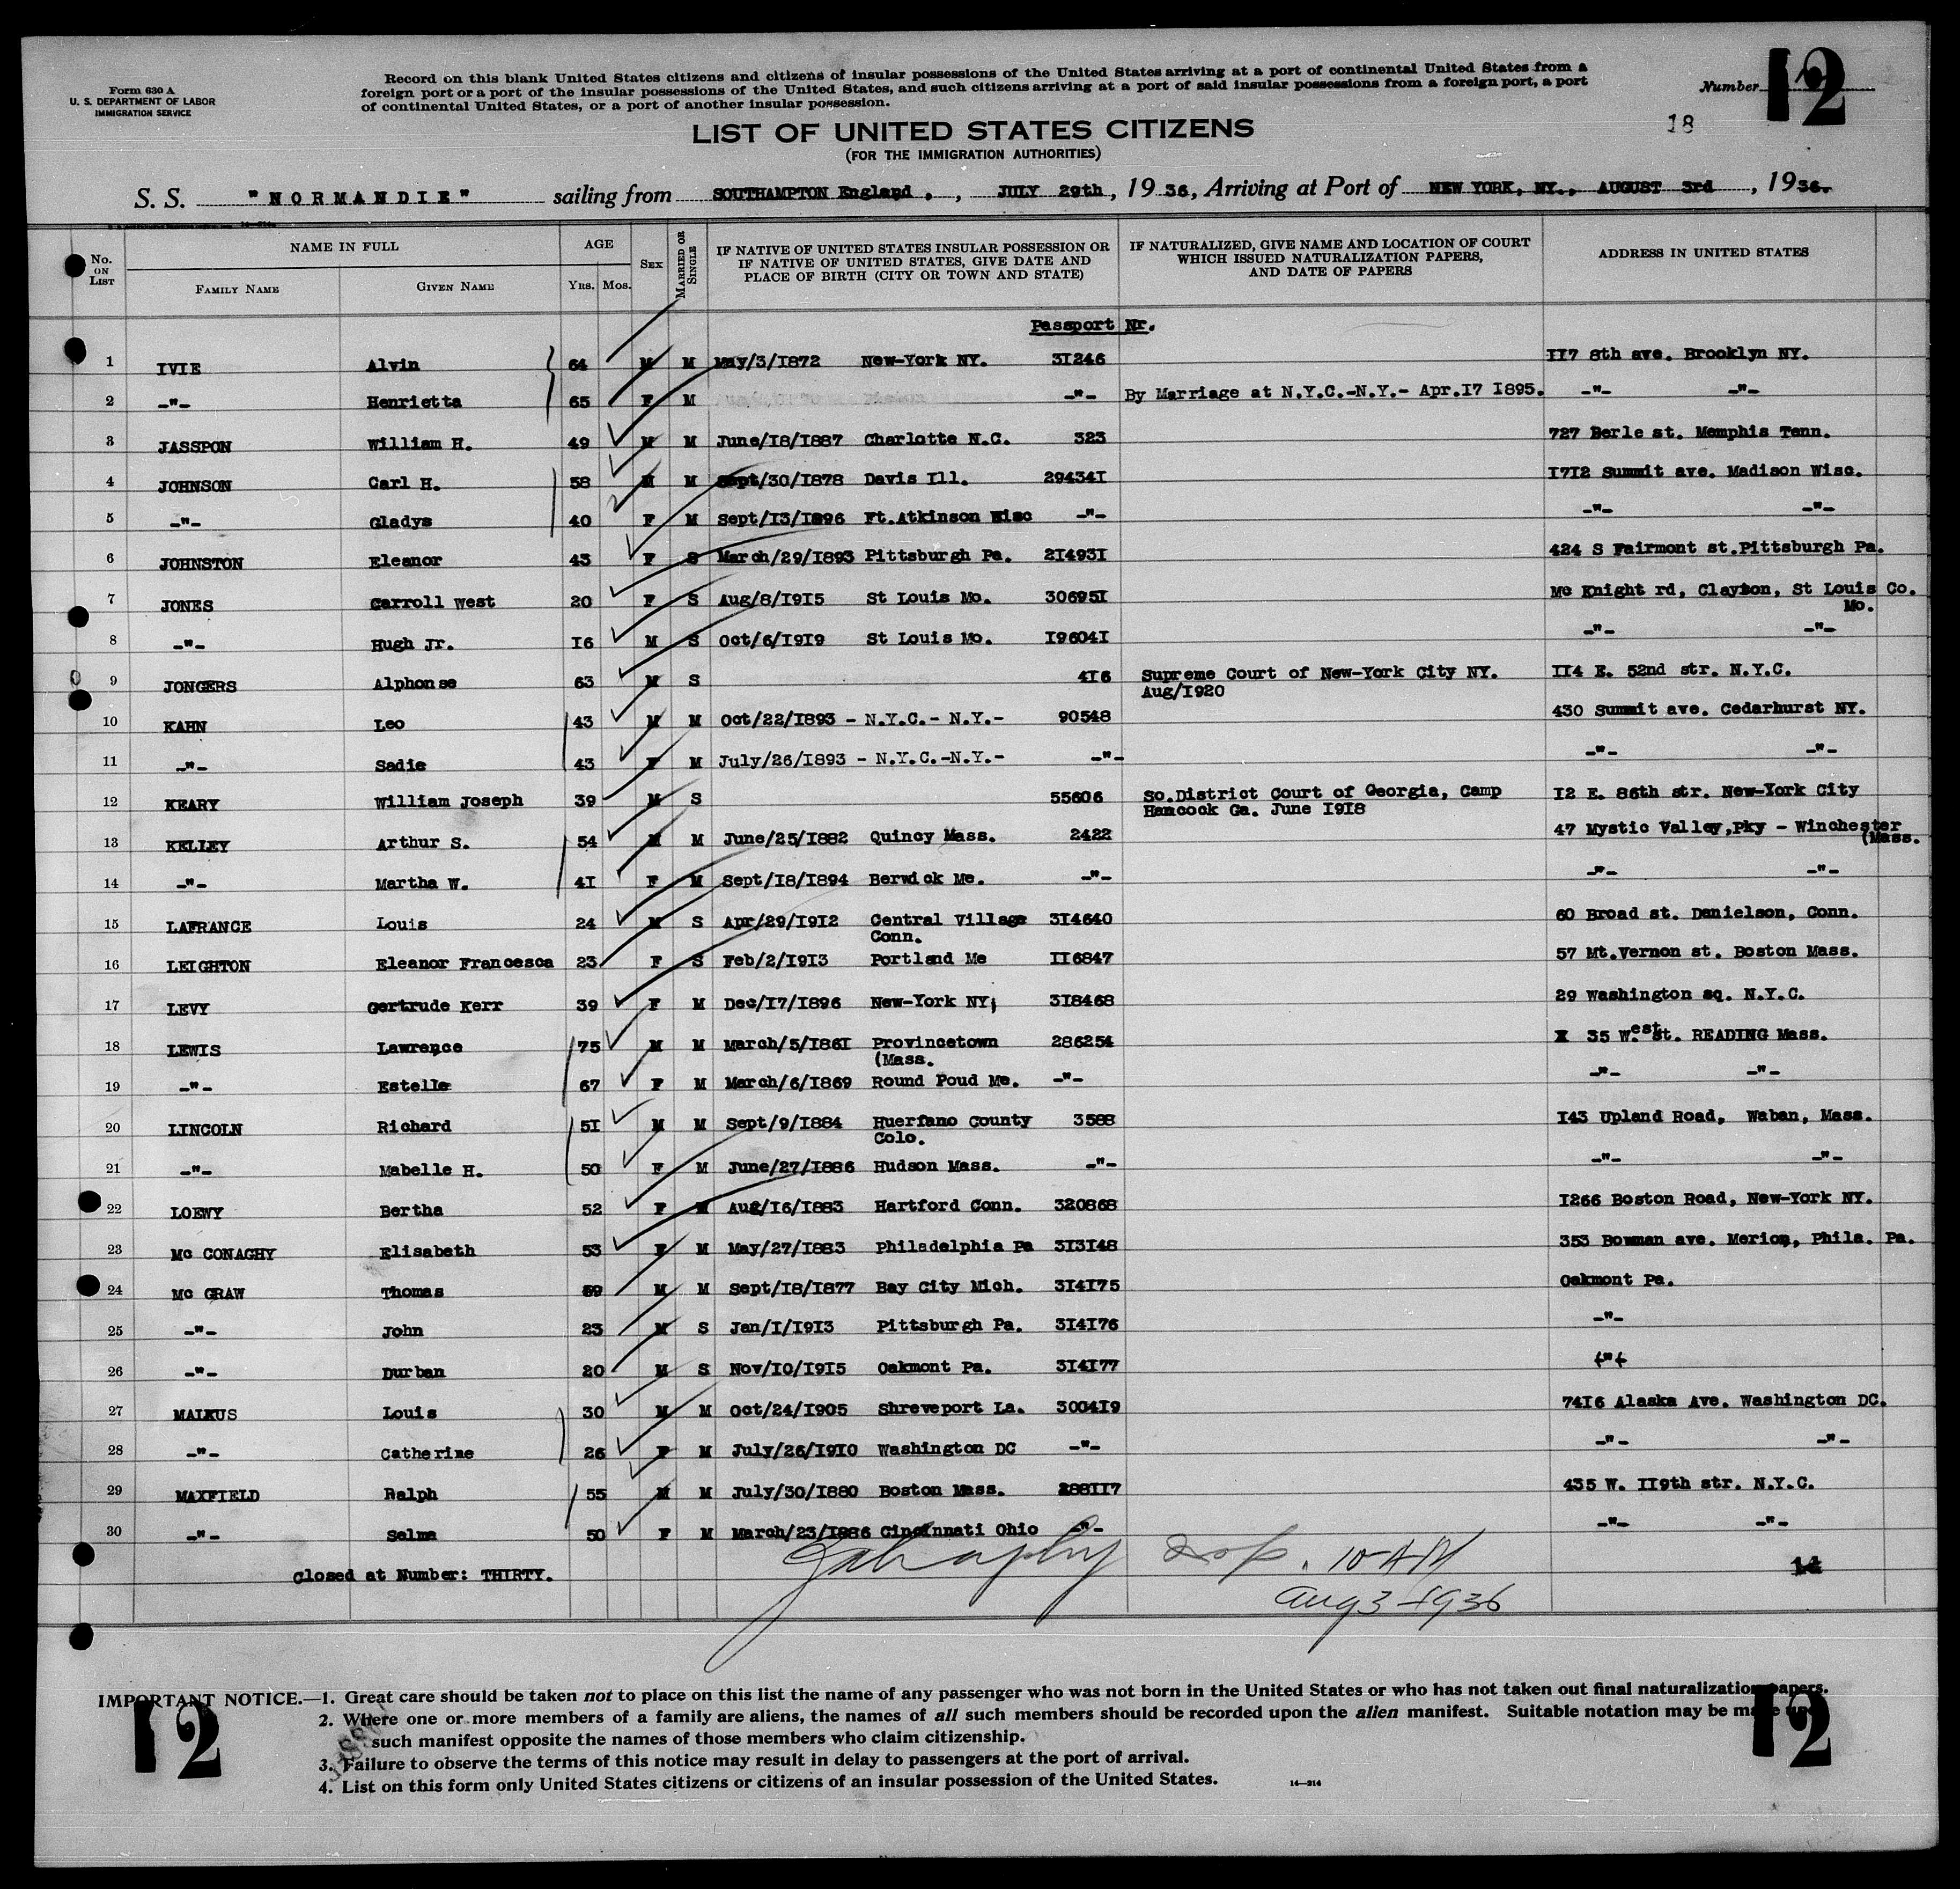 Form 630 A
U. S. DEPARTMENT OF LABOR
IMMIGRATION SERVICE
Record on this blank United States citizens and citizens of insular possessions of the United States arriving at a port of continental United States from a
foreign port or a port of the insular possessions of the United States, and such citizens arriving at a port of said insular possessions from a foreign port, a port
of continental United States, or a port of another insular possession.
Number 12
18
LIST OF UNITED STATES CITIZENS
(FOR THE IMMIGRATION AUTHORITIES)
S. S. "NORMANDIE" sailing from SOUTHAMPTON England, , JULY 29th, 1936, Arriving at Port of NEW YORK, NY., AUGUST 3rd, 1936.
No. ON LIST NAME IN FULL FAMILY NAME GIVEN NAME AGE YRS. MOS. SEX MARRIED OR SINGLE IF NATIVE OF UNITED STATES INSULAR POSSESSION OR IF NATIVE OF UNITED STATES, GIVE DATE AND PLACE OF BIRTH (CITY OR TOWN AND STATE) IF NATURALIZED, GIVE NAME AND LOCATION OF COURT WHICH ISSUED NATURALIZATION PAPERS, AND DATE OF PAPERS ADDRESS IN UNITED STATES
Passport Nr.
1 IVIE Alvin 64 M M May/3/1872 New-York NY. 31246 117 8th ave. Brooklyn NY.
2 -"- Henrietta 65 F M -"- By Marriage at N.Y.C.-N.Y.- Apr.17 1895. -"- -"-
3 JASSPON William H. 49 M M June/18/1887 Charlotte N.C. 323 727 Berle st. Memphis Tenn.
4 JOHNSON Carl H. 58 M M Sept/30/1878 Davis Ill. 294341 1712 Summit ave. Madison Wisc.
5 -"- Gladys 40 F M Sept/13/1896 Ft.Atkinson Wisc -"- -"- -"-
6 JOHNSTON Eleanor 43 F S March/29/1893 Pittsburgh Pa. 214931 424 S Fairmont st.Pittsburgh Pa.
7 JONES Carroll West 20 F S Aug/8/1915 St Louis Mo. 306951 Mc Knight rd, Clayton, St Louis Co.
Mo.
8 -"- Hugh Jr. 16 M S Oct/6/1919 St Louis Mo. 196041 -"- -"-
9 JONGERS Alphonse 63 M S 416 Supreme Court of New-York City NY. 114 E. 52nd str. N.Y.C.
Aug/1920
10 KAHN Leo 43 M M Oct/22/1893 - N.Y.C.- N.Y.- 90548 430 Summit ave. Cedarhurst NY.
11 -"- Sadie 43 F M July/26/1893 - N.Y.C.-N.Y.- -"- -"- -"-
12 KEARY William Joseph 39 M S 55606 So.District Court of Georgia, Camp 12 E. 86th str. New-York City
Hancock Ga. June 1918
13 KELLEY Arthur S. 54 M M June/25/1882 Quincy Mass. 2422 47 Mystic Valley,Pky - Winchester
(Mass.
14 -"- Martha W. 41 F M Sept/18/1894 Berwick Me. -"- -"- -"-
15 LAFRANCE Louis 24 M S Apr/29/1912 Central Village 314640 60 Broad st. Danielson, Conn.
Conn.
16 LEIGHTON Eleanor Francesca 23 F S Feb/2/1913 Portland Me 116847 57 Mt.Vernon st. Boston Mass.
17 LEVY Gertrude Kerr 39 F M Dec/17/1896 New-York NY; 318468 29 Washington sq. N.Y.C.
18 LEWIS Lawrence 75 M M March/5/1861 Provincetown 286254 X 35 West St. READING Mass.
(Mass.
19 -"- Estelle 67 F M March/6/1869 Round Poud Me. -"- -"- -"-
20 LINCOLN Richard 51 M M Sept/9/1884 Huerfano County 3588 143 Upland Road, Waban, Mass.
Colo.
21 -"- Mabelle H. 50 F M June/27/1886 Hudson Mass. -"- -"- -"-
22 LOEWY Bertha 52 F M Aug/16/1883 Hartford Conn. 320868 1266 Boston Road, New-York NY.
23 Mc CONAGHY Elisabeth 53 F M May/27/1883 Philadelphia Pa 313148 353 Bowman ave. Merion, Phila. Pa.
24 Mc GRAW Thomas 59 M M Sept/18/1877 Bay City Mich. 314175 Oakmont Pa.
25 -"- John 23 M S Jan/1/1913 Pittsburgh Pa. 314176 -"-
26 -"- Durban 20 M S Nov/10/1915 Oakmont Pa. 314177 -"-
27 MALKUS Louis 30 M M Oct/24/1905 Shreveport La. 300419 7416 Alaska Ave. Washington DC.
28 -"- Catherine 26 F M July/26/1910 Washington DC -"- -"- -"-
29 MAXFIELD Ralph 55 M M July/30/1880 Boston Mass. 288117 435 W. 119th str. N.Y.C.
30 -"- Selma 50 F M March/23/1886 Cincinnati Ohio -"- -"- -"-
10 AM
Closed at Number: THIRTY. 14
Aug 3 1936
IMPORTANT NOTICE.—1. Great care should be taken not to place on this list the name of any passenger who was not born in the United States or who has not taken out final naturalization papers.
2. Where one or more members of a family are aliens, the names of all such members should be recorded upon the alien manifest. Suitable notation may be made upon
such manifest opposite the names of those members who claim citizenship.
3. Failure to observe the terms of this notice may result in delay to passengers at the port of arrival.
4. List on this form only United States citizens or citizens of an insular possession of the United States.
14—214
12 12